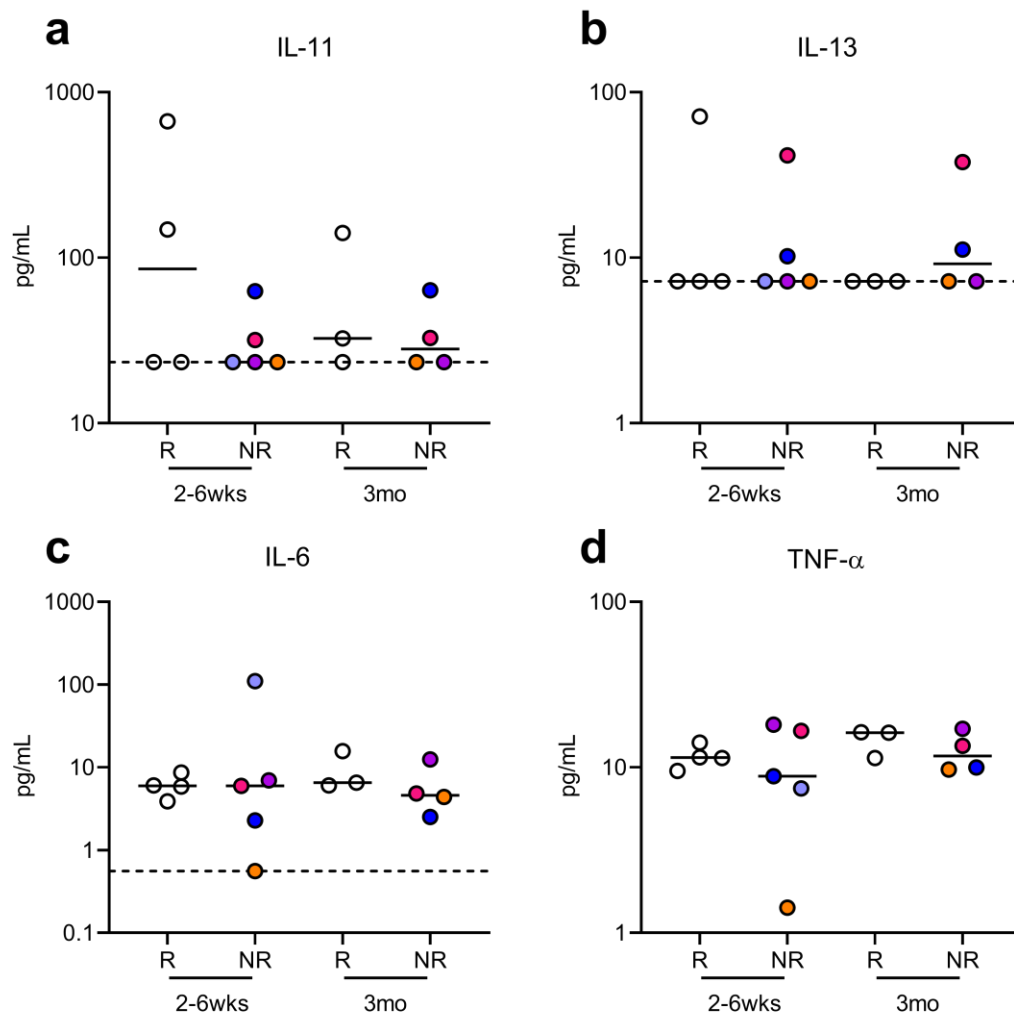 a
IL-11
1000
100
10
pg/mL
R NR R NR
2-6wks 3mo
b
IL-13
100
10
1
pg/mL
R NR R NR
2-6wks 3mo
c
IL-6
1000
100
10
1
0.1
pg/mL
R NR R NR
2-6wks 3mo
d
TNF-α
100
10
1
pg/mL
R NR R NR
2-6wks 3mo